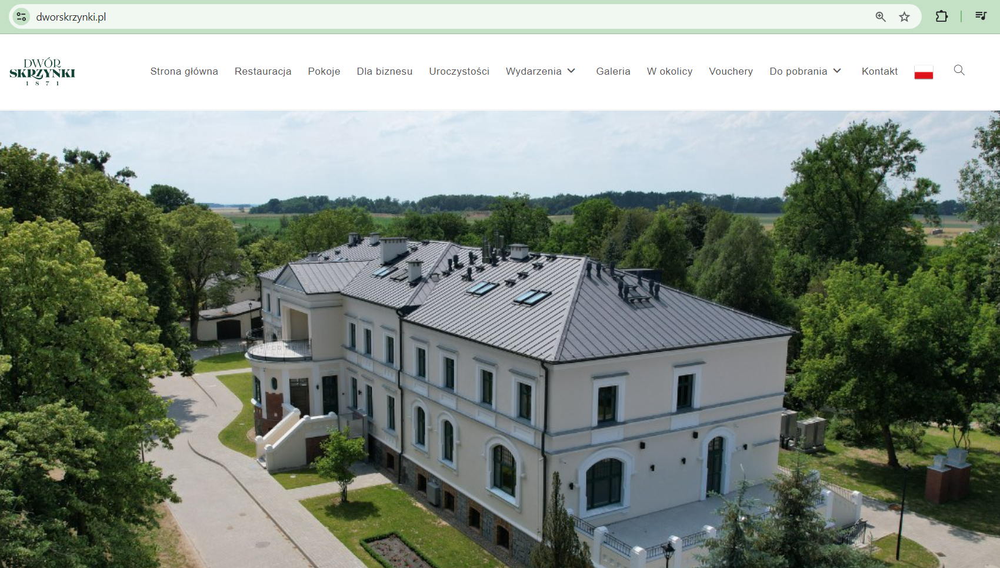 dworskrzynki.pl
DWÓR
SKRZYNKI
1871
Strona główna Restauracja Pokoje Dla biznesu Uroczystości Wydarzenia Galeria W okolicy Vouchery Do pobrania Kontakt